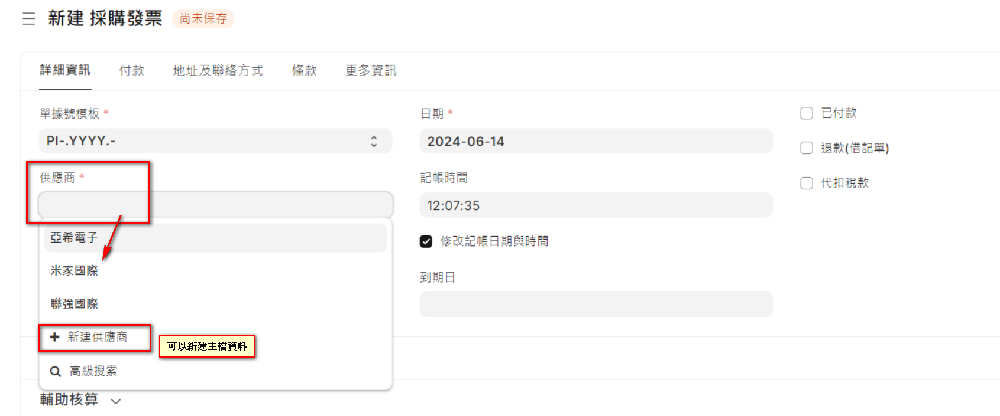 新建 採購發票 尚未保存
詳細資訊 付款 地址及聯絡方式 條款 更多資訊
單據號模板 *
PI-.YYYY.-
供應商 *
亞希電子
米家國際
聯強國際
新建供應商
可以新建主檔資料
高級搜索
日期 *
2024-06-14
記帳時間
12:07:35
修改記帳日期與時間
到期日
已付款
退款(借記單)
代扣稅款
輔助核算